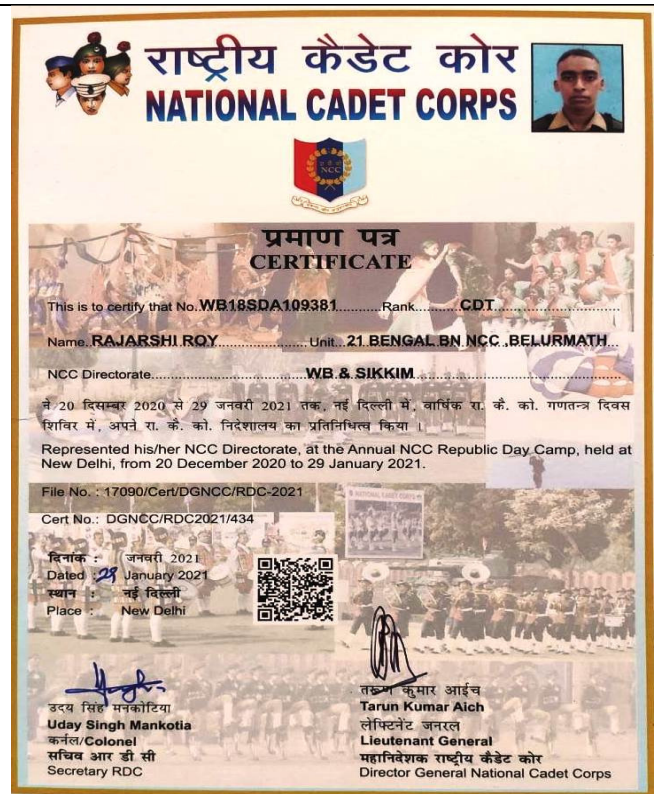 राष्ट्रीय कैडेट कोर
NATIONAL CADET CORPS
NCC
प्रमाण पत्र
CERTIFICATE
This is to certify that No. WB18SDA109381 Rank CDT
Name RAJARSHI ROY Unit 21 BENGAL BN NCC ,BELURMATH
NCC Directorate WB & SIKKIM
ने 20 दिसम्बर 2020 से 29 जनवरी 2021 तक, नई दिल्ली में, वार्षिक रा. कै. को. गणतन्त्र दिवस
शिविर में, अपने रा. कै. को. निदेशालय का प्रतिनिधित्व किया ।
Represented his/her NCC Directorate, at the Annual NCC Republic Day Camp, held at
New Delhi, from 20 December 2020 to 29 January 2021.
File No. : 17090/Cert/DGNCC/RDC-2021
NATIONAL CADET CORPS
Cert No.: DGNCC/RDC2021/434
दिनांक : जनवरी 2021
Dated : 29 January 2021
स्थान : नई दिल्ली
Place : New Delhi
उदय सिंह मनकोटिया
Uday Singh Mankotia
कर्नल/Colonel
सचिव आर डी सी
Secretary RDC
तरूण कुमार आईच
Tarun Kumar Aich
लेफ्टिनेंट जनरल
Lieutenant General
महानिदेशक राष्ट्रीय कैडेट कोर
Director General National Cadet Corps